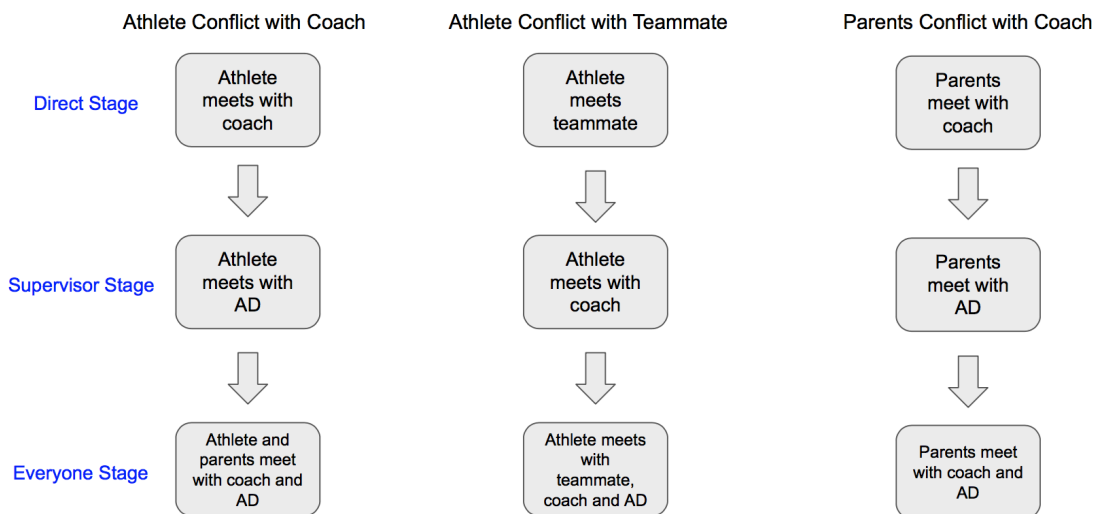 Athlete Conflict with Coach
Athlete Conflict with Teammate
Parents Conflict with Coach
Direct Stage
Athlete
meets with
coach
Athlete
meets
teammate
Parents
meet with
coach
Supervisor Stage
Athlete
meets with
AD
Athlete
meets with
coach
Parents
meet with
AD
Everyone Stage
Athlete and
parents meet
with coach and
AD
Athlete meets
with
teammate,
coach and AD
Parents meet
with coach and
AD